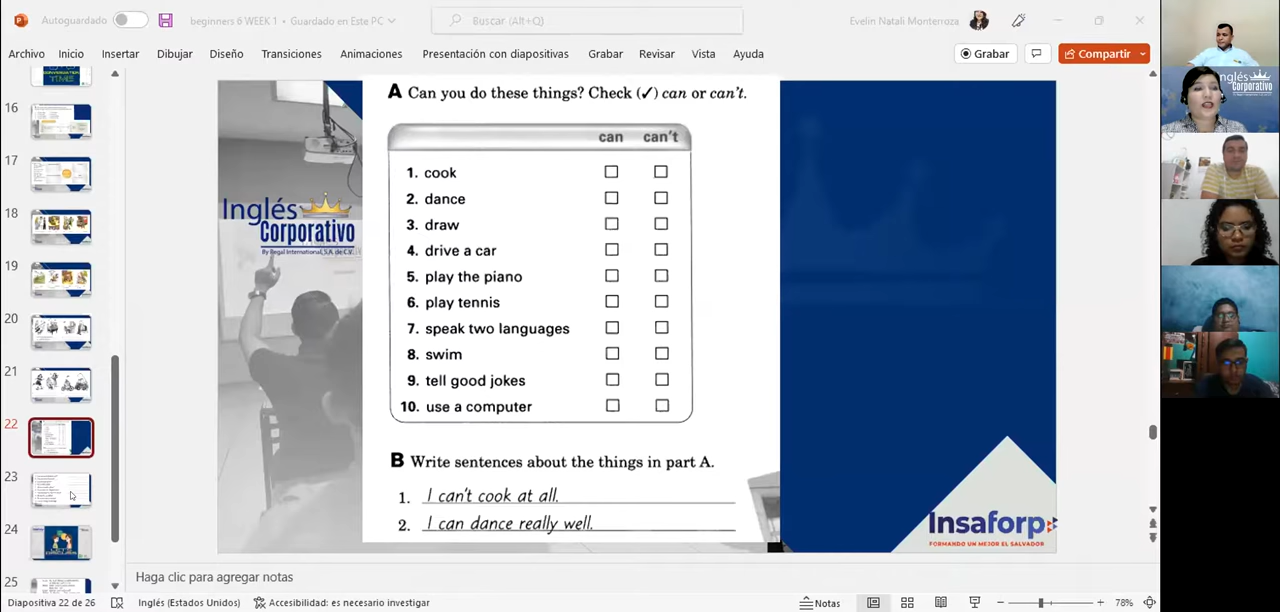 Autoguardado
beginners 6 WEEK 1 • Guardado en Este PC
Buscar (Alt+Q)
Evelin Natali Monterroza
Archivo Inicio Insertar Dibujar Diseño Transiciones Animaciones Presentación con diapositivas Grabar Revisar Vista Ayuda
Grabar
Compartir
16
17
18
19
20
21
22
23
24
25
Inglés Corporativo
By Regal International, S.A. de C.V.
A Can you do these things? Check (✓) can or can't.
can can't
1. cook
2. dance
3. draw
4. drive a car
5. play the piano
6. play tennis
7. speak two languages
8. swim
9. tell good jokes
10. use a computer
B Write sentences about the things in part A.
1. I can't cook at all.
2. I can dance really well.
Insaforp
FORMANDO UN MEJOR EL SALVADOR
Inglés Corporativo
Haga clic para agregar notas
Diapositiva 22 de 26 Inglés (Estados Unidos) Accesibilidad: es necesario investigar Notas 78%